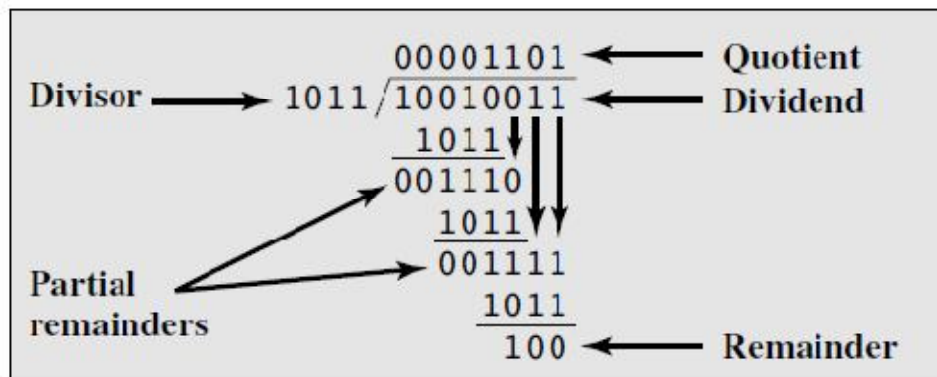 00001101 Quotient
Divisor 1011 10010011 Dividend
1011
001110
1011
001111
Partial
remainders
1011
100 Remainder